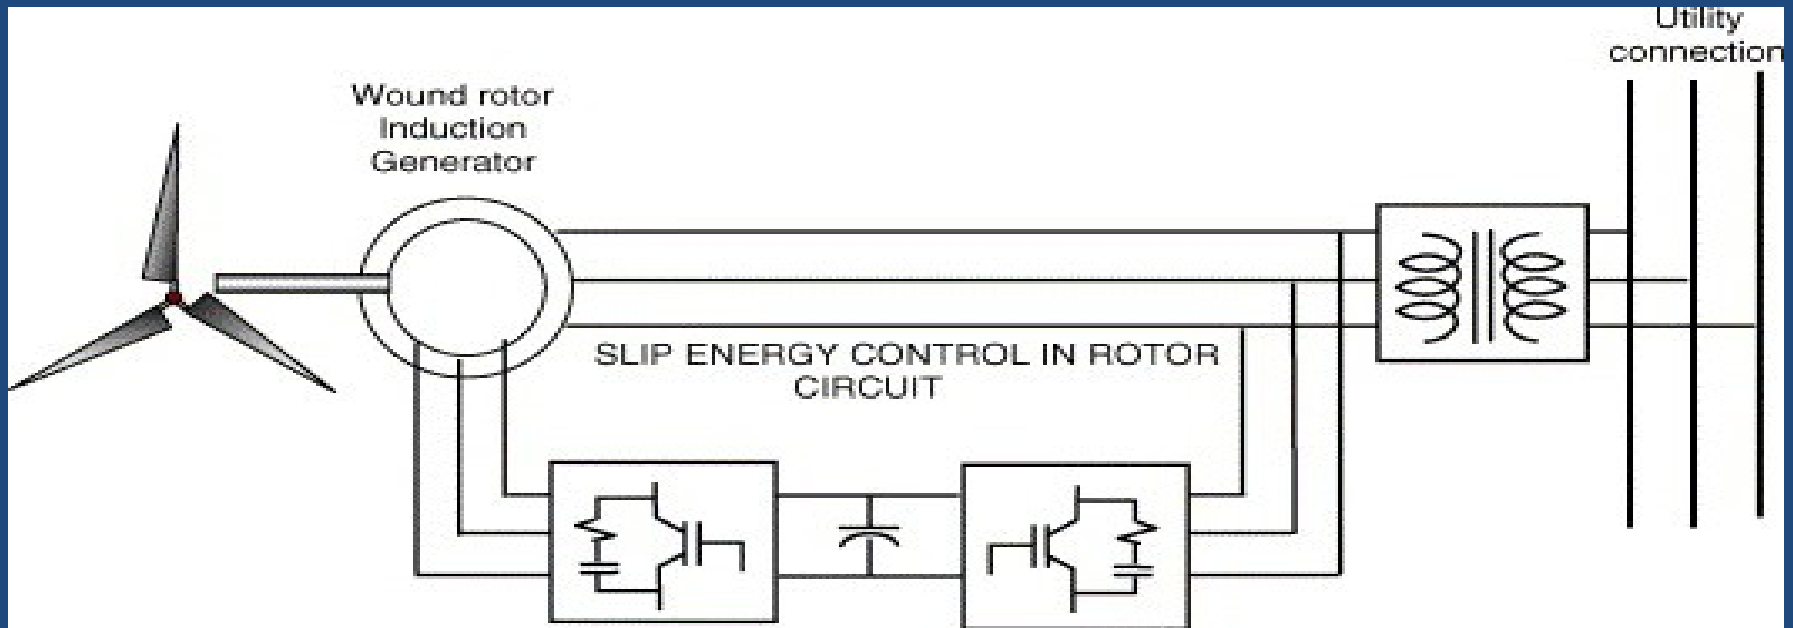 Utility
connection
Wound rotor
Induction
Generator
SLIP ENERGY CONTROL IN ROTOR
CIRCUIT